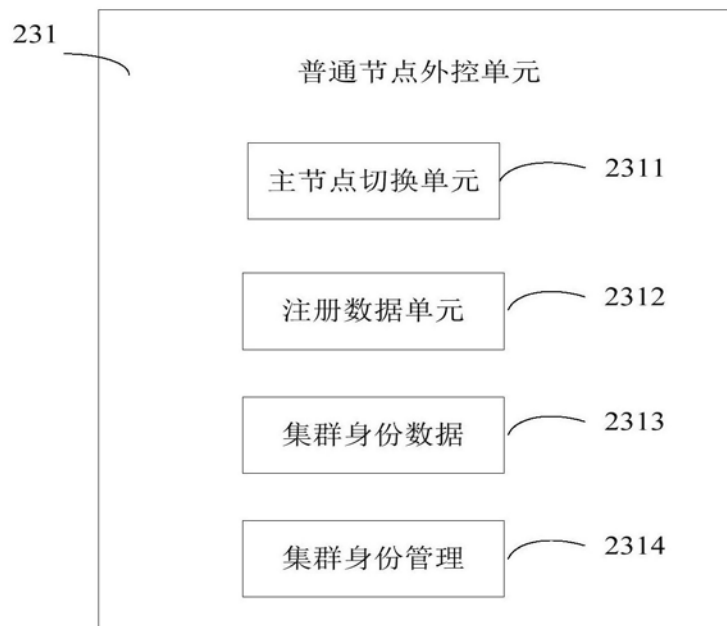 231
普通节点外控单元
主节点切换单元
2311
注册数据单元
2312
集群身份数据
2313
集群身份管理
2314